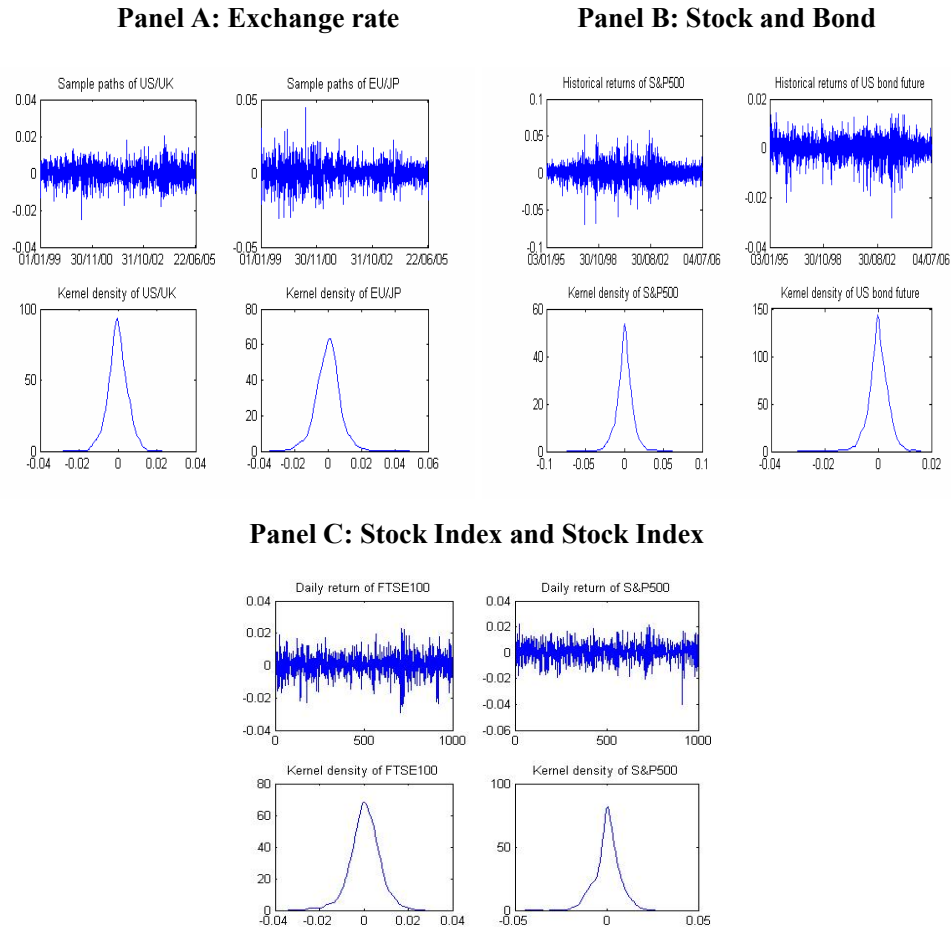 Panel A: Exchange rate
Panel B: Stock and Bond
Sample paths of US/UK
0.04
0.02
0
-0.02
-0.04
01/01/99 30/11/00 31/10/02 22/06/05
Sample paths of EU/JP
0.05
0
-0.05
01/01/99 30/11/00 31/10/02 22/06/05
Historical returns of S&P500
0.1
0.05
0
-0.05
-0.1
03/01/95 30/10/98 30/08/02 04/07/06
Historical returns of US bond future
0.02
0
-0.02
-0.04
03/01/95 30/10/98 30/08/02 04/07/06
Kernel density of US/UK
100
50
0
-0.04 -0.02 0 0.02 0.04
Kernel density of EU/JP
80
60
40
20
0
-0.04 -0.02 0 0.02 0.04 0.06
Kernel density of S&P500
60
40
20
0
-0.1 -0.05 0 0.05 0.1
Kernel density of US bond future
150
100
50
0
-0.04 -0.02 0 0.02
Panel C: Stock Index and Stock Index
Daily return of FTSE100
0.04
0.02
0
-0.02
-0.04
0 500 1000
Daily return of S&P500
0.04
0.02
0
-0.02
-0.04
-0.06
0 500 1000
Kernel density of FTSE100
80
60
40
20
0
-0.04 -0.02 0 0.02 0.04
Kernel density of S&P500
100
50
0
-0.05 0 0.05